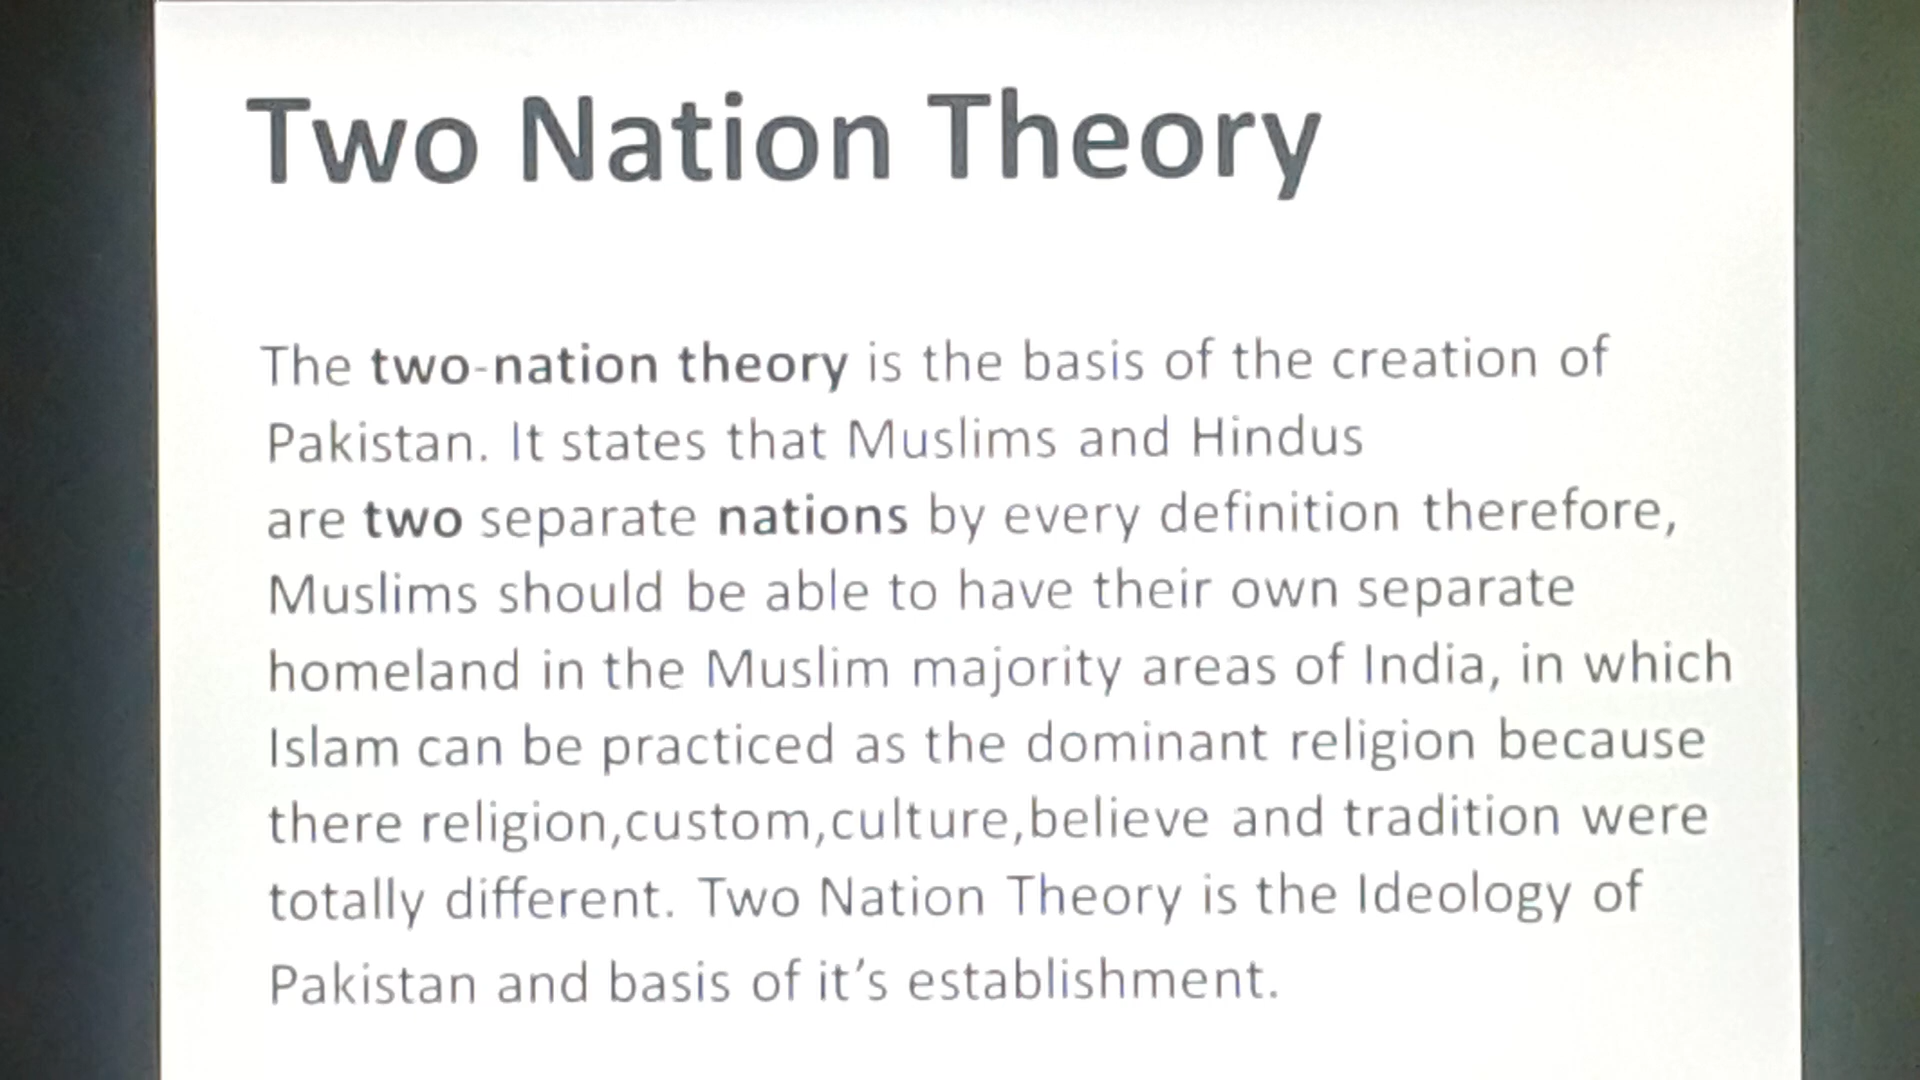 Two Nation Theory
The two-nation theory is the basis of the creation of
Pakistan. It states that Muslims and Hindus
are two separate nations by every definition therefore,
Muslims should be able to have their own separate
homeland in the Muslim majority areas of India, in which
Islam can be practiced as the dominant religion because
there religion,custom,culture,believe and tradition were
totally different. Two Nation Theory is the Ideology of
Pakistan and basis of it’s establishment.